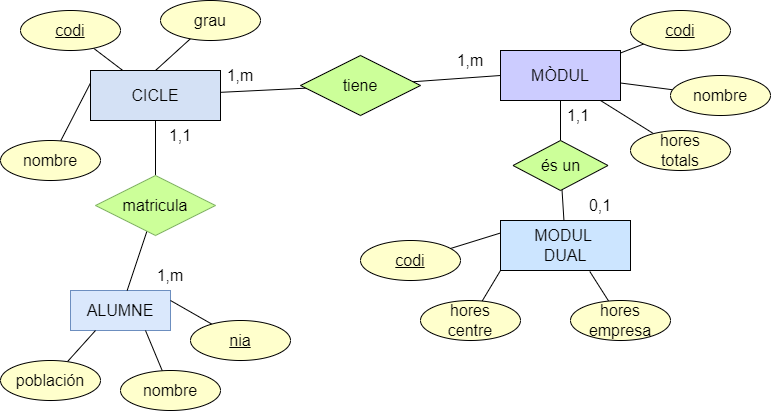 codi
grau
codi
1,m
1,m
CICLE
tiene
MÒDUL
nombre
1,1
1,1
nombre
hores
totals
és un
matricula
0,1
MODUL
DUAL
codi
1,m
ALUMNE
hores
centre
hores
empresa
nia
población
nombre